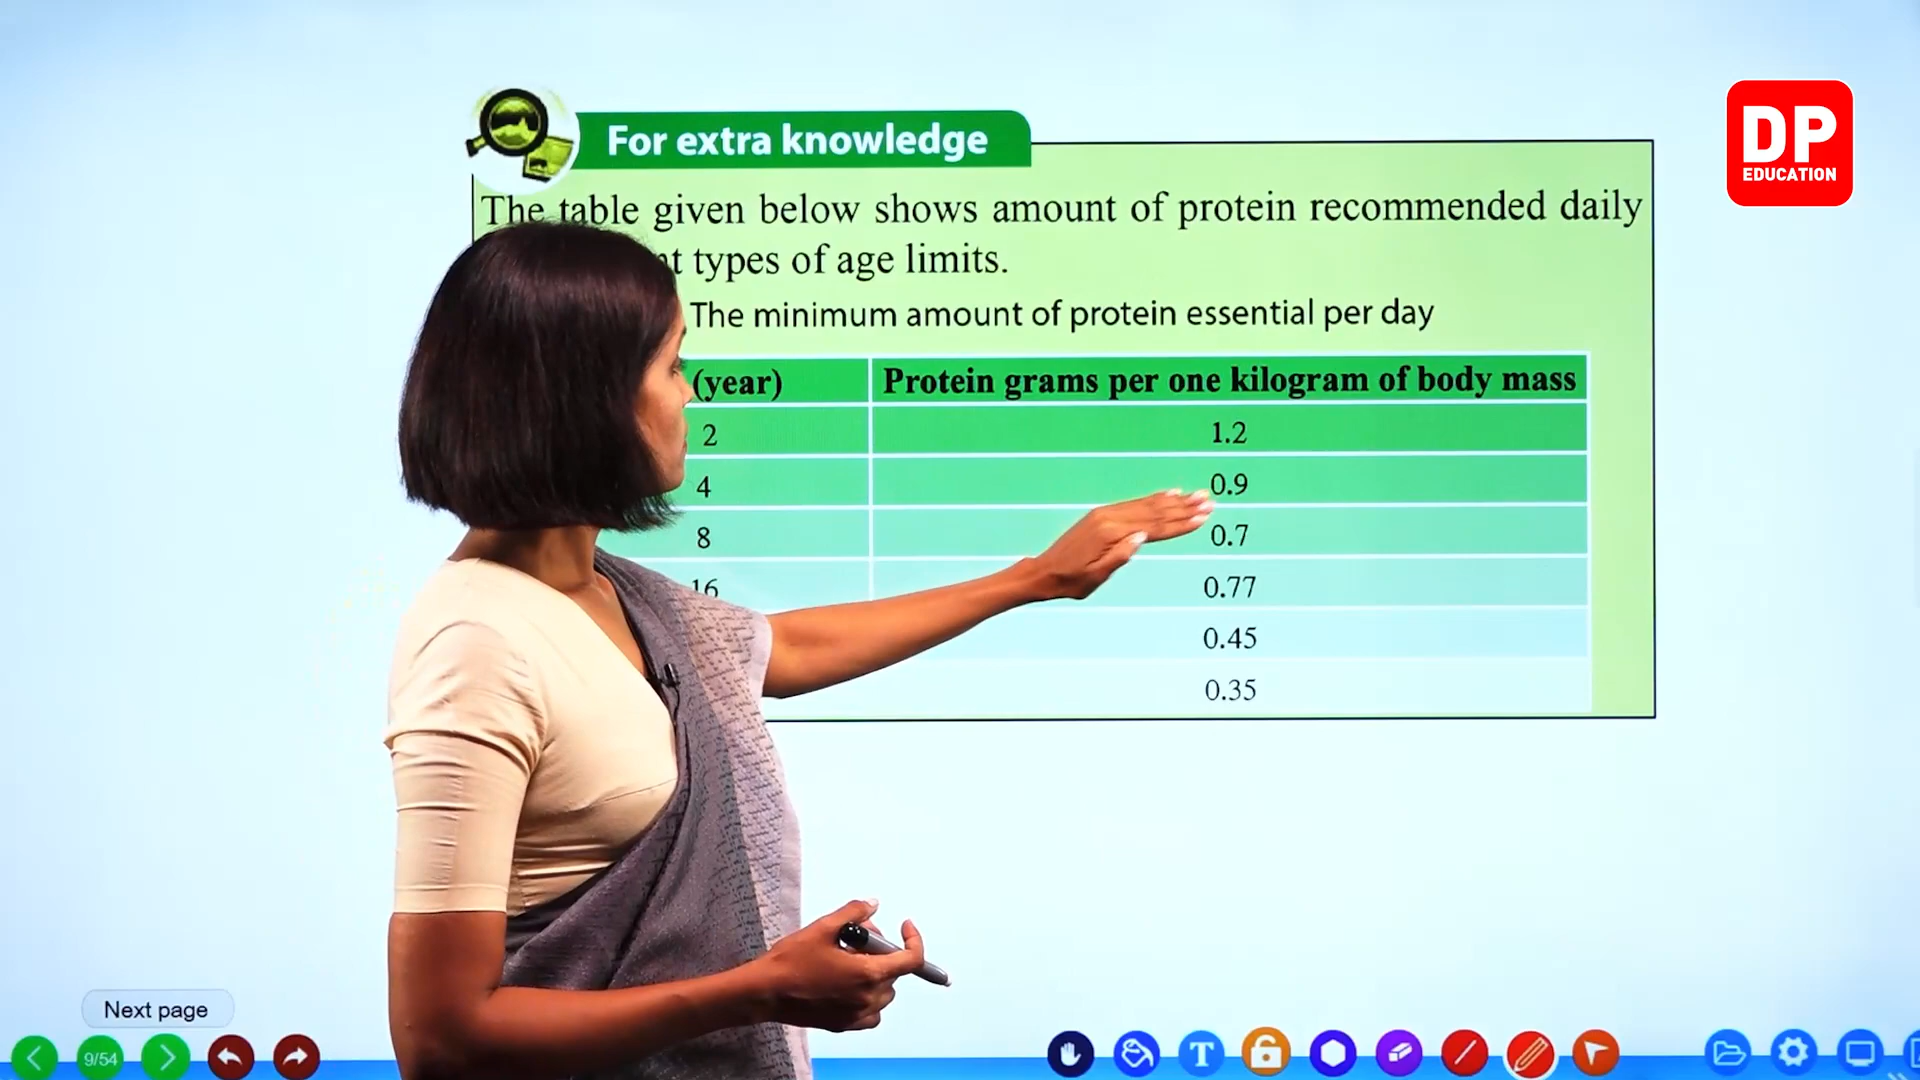 For extra knowledge
DP
EDUCATION
The table given below shows amount of protein recommended daily
types of age limits.
The minimum amount of protein essential per day
(year) Protein grams per one kilogram of body mass
2 1.2
4 0.9
8 0.7
16 0.77
0.45
0.35
Next page
9/54
T